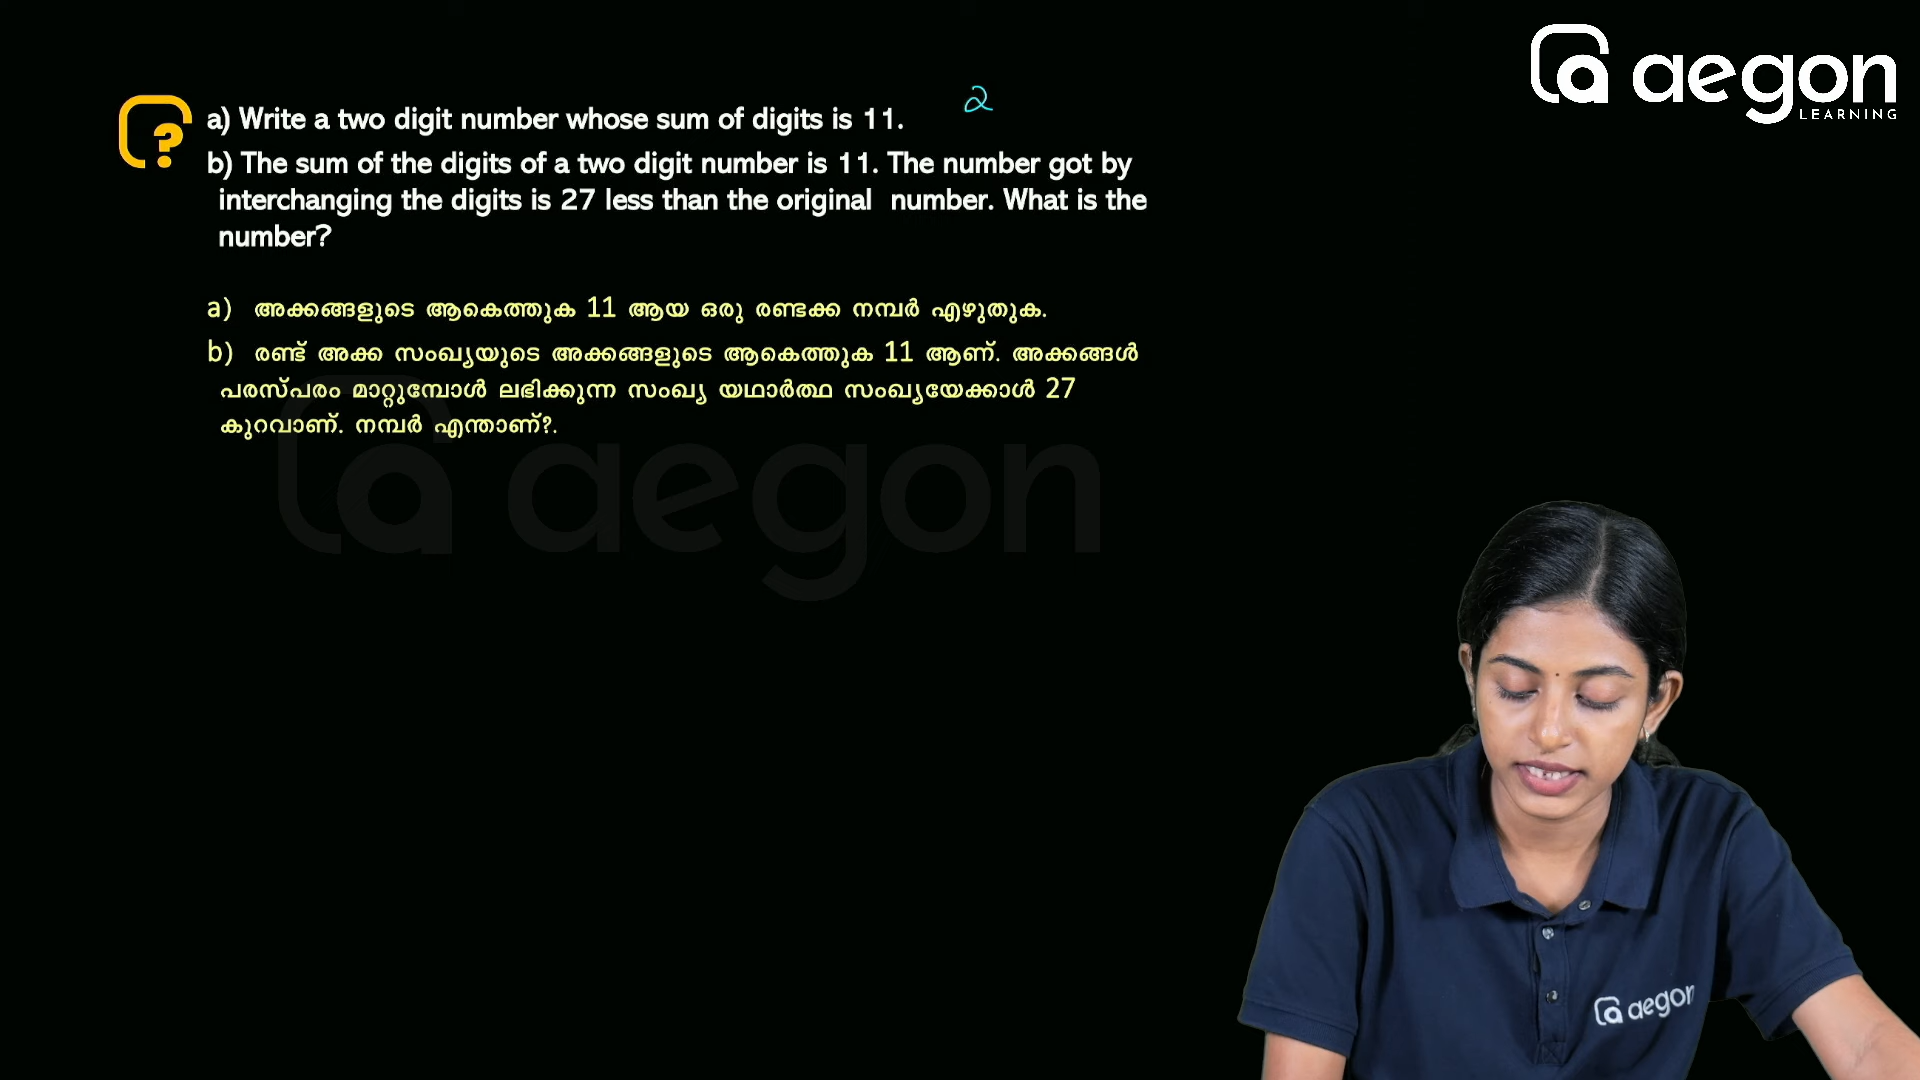 aegon
LEARNING
?
a) Write a two digit number whose sum of digits is 11.
2
b) The sum of the digits of a two digit number is 11. The number got by
interchanging the digits is 27 less than the original number. What is the
number?
a) അക്കങ്ങളുടെ ആകെത്തുക 11 ആയ ഒരു രണ്ടക്ക നമ്പർ എഴുതുക.
b) രണ്ട് അക്ക സംഖ്യയുടെ അക്കങ്ങളുടെ ആകെത്തുക 11 ആണ്. അക്കങ്ങൾ
പരസ്പരം മാറ്റുമ്പോൾ ലഭിക്കുന്ന സംഖ്യ യഥാർത്ഥ സംഖ്യയേക്കാൾ 27
കുറവാണ്. നമ്പർ എന്താണ്?.
aegon
aegon